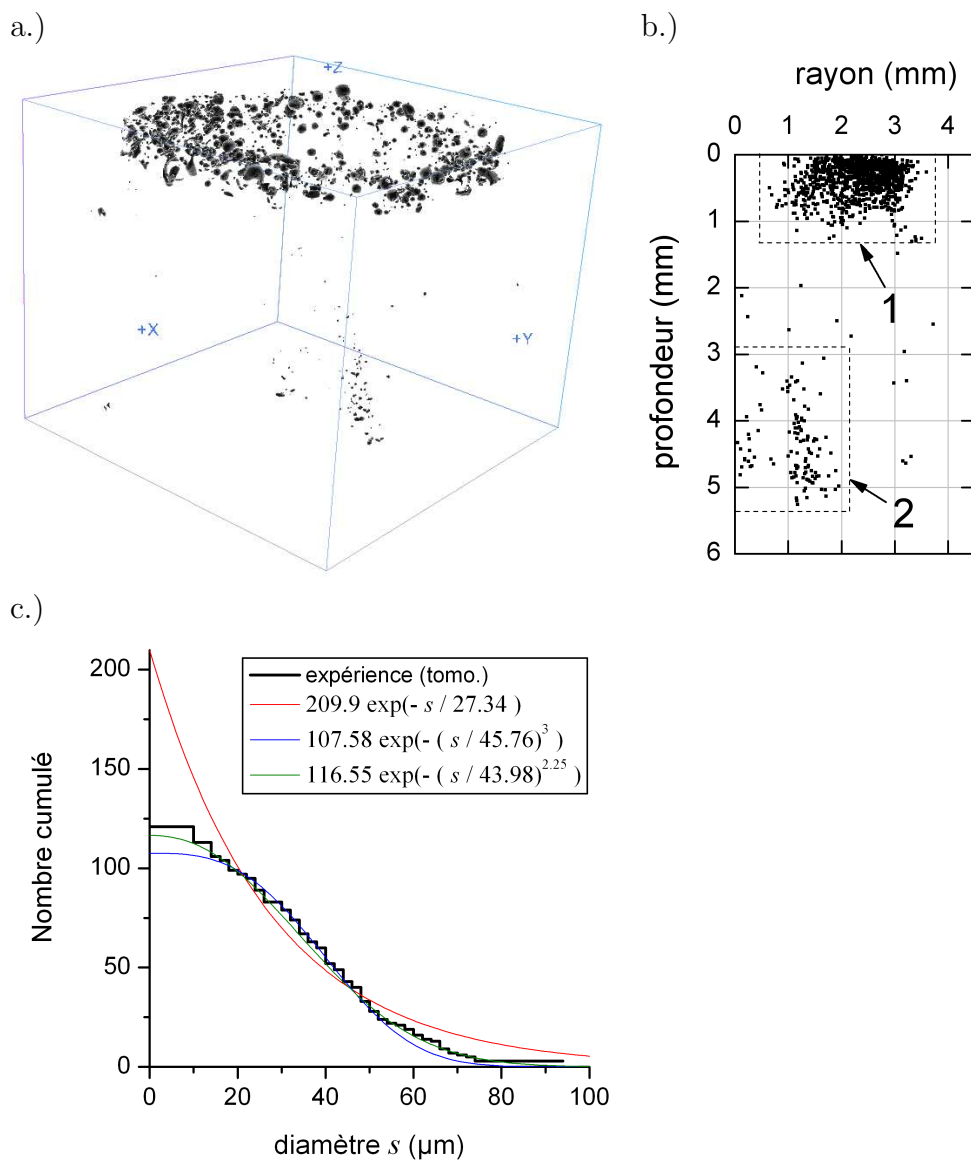 a.)
b.)
+Z
+X
+Y
rayon (mm)
0 1 2 3 4
profondeur (mm)
0
1
2
3
4
5
6
1
2
c.)
Nombre cumulé
200
150
100
50
0
expérience (tomo.)
209.9 exp(- s / 27.34 )
107.58 exp(- ( s / 45.76)^3 )
116.55 exp(- ( s / 43.98)^2.25 )
0 20 40 60 80 100
diamètre s (µm)